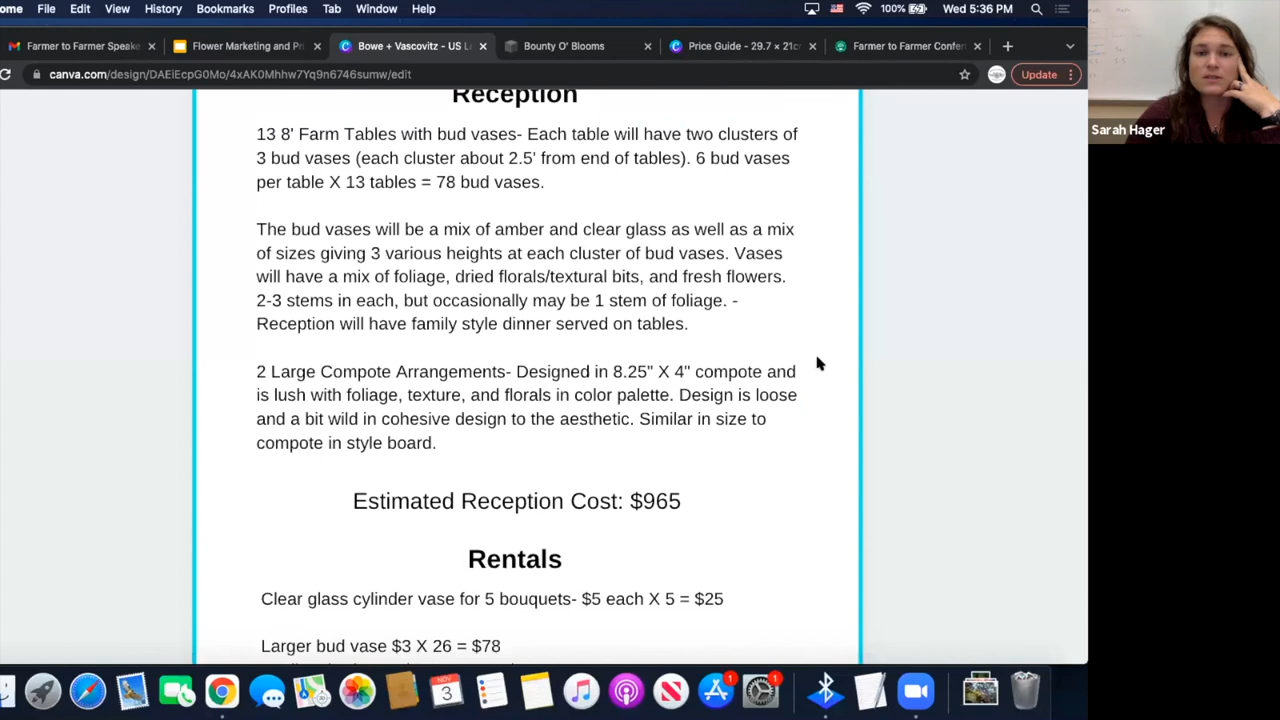 ome File Edit View History Bookmarks Profiles Tab Window Help 100% Wed 5:36 PM
Farmer to Farmer Speake Flower Marketing and Pri Bowe + Vascovitz - US Le Bounty O' Blooms Price Guide - 29.7 x 21c Farmer to Farmer Confer
canva.com/design/DAEiEcpG0Mo/4xAK0Mhhw7Yq9n6746sumw/edit Update
Sarah Hager
Reception
13 8' Farm Tables with bud vases- Each table will have two clusters of
3 bud vases (each cluster about 2.5' from end of tables). 6 bud vases
per table X 13 tables = 78 bud vases.
The bud vases will be a mix of amber and clear glass as well as a mix
of sizes giving 3 various heights at each cluster of bud vases. Vases
will have a mix of foliage, dried florals/textural bits, and fresh flowers.
2-3 stems in each, but occasionally may be 1 stem of foliage. -
Reception will have family style dinner served on tables.
2 Large Compote Arrangements- Designed in 8.25" X 4" compote and
is lush with foliage, texture, and florals in color palette. Design is loose
and a bit wild in cohesive design to the aesthetic. Similar in size to
compote in style board.
Estimated Reception Cost: $965
Rentals
Clear glass cylinder vase for 5 bouquets- $5 each X 5 = $25
Larger bud vase $3 X 26 = $78
NOV
3
1
1